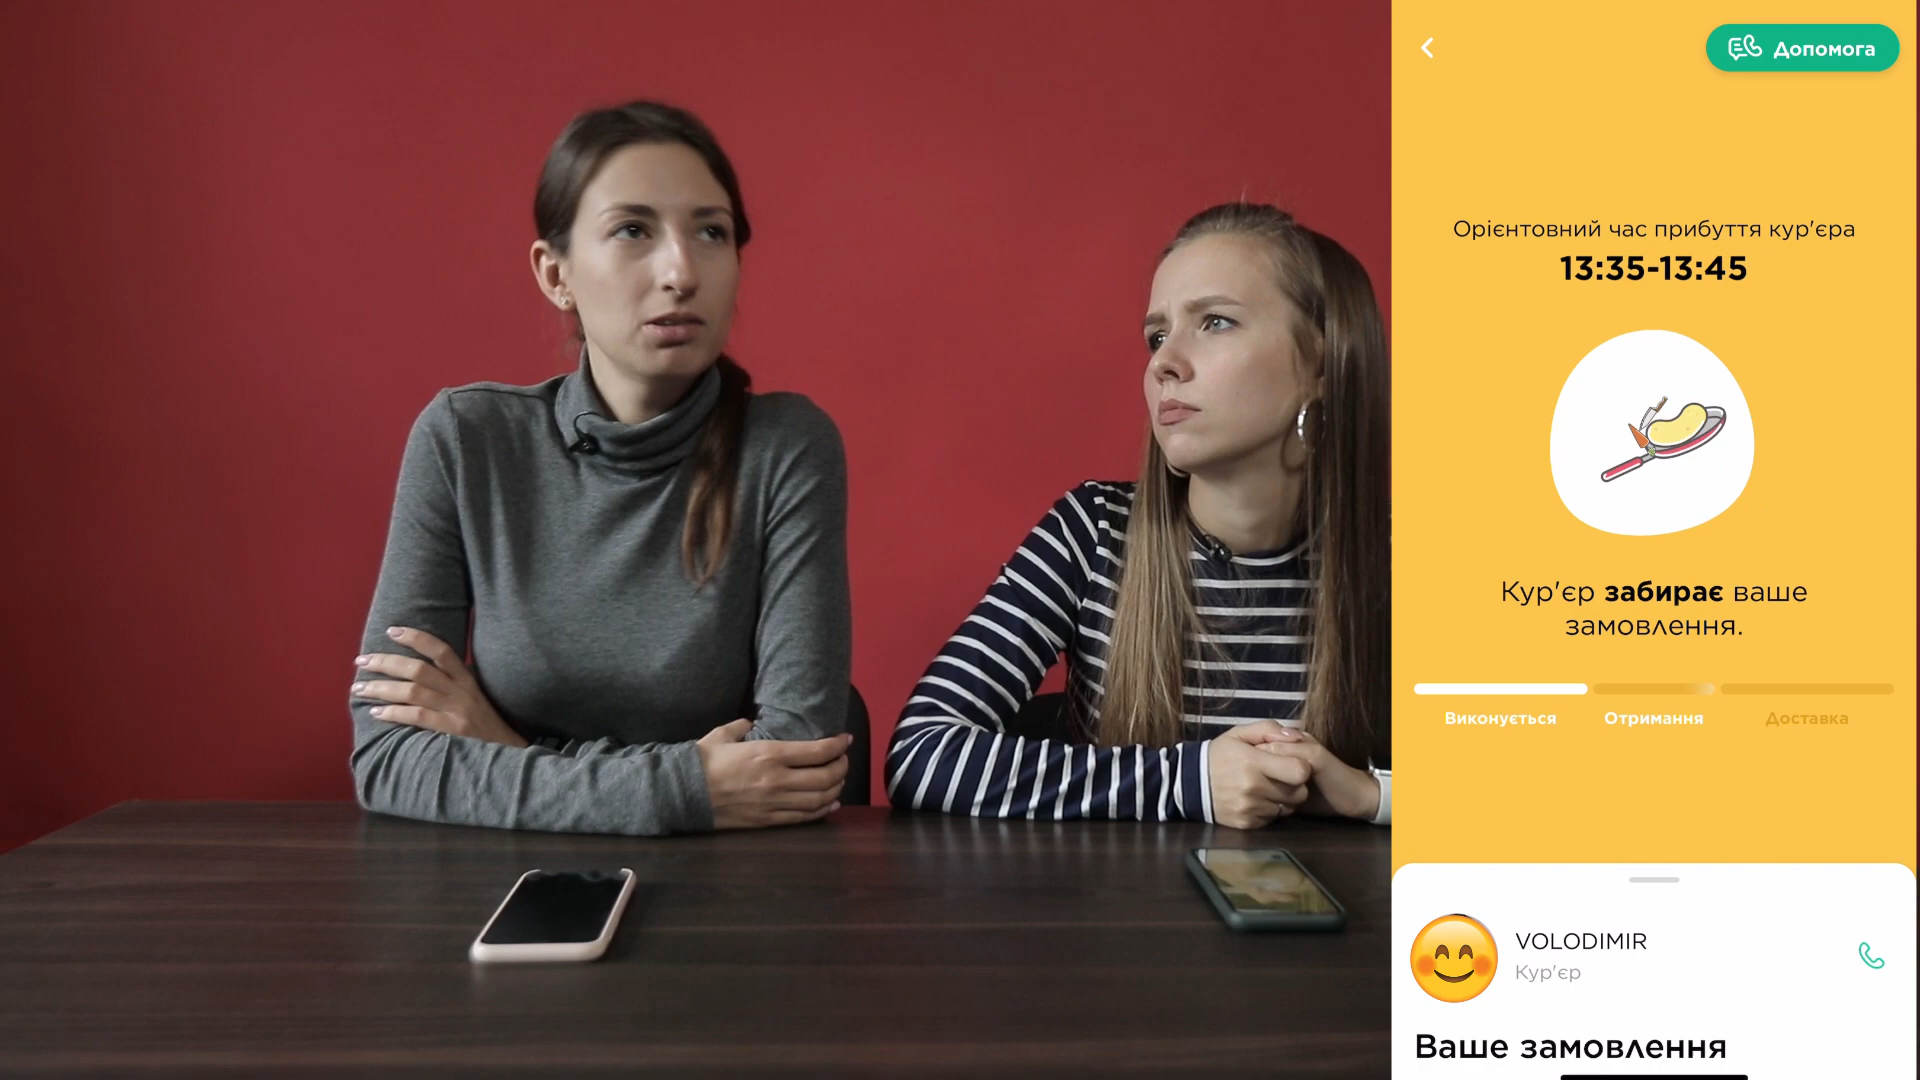 Допомога
Орієнтовний час прибуття кур'єра
13:35-13:45
Кур'єр забирає ваше
замовлення.
Виконується Отримання Доставка
VOLODIMIR
Кур'єр
Ваше замовлення